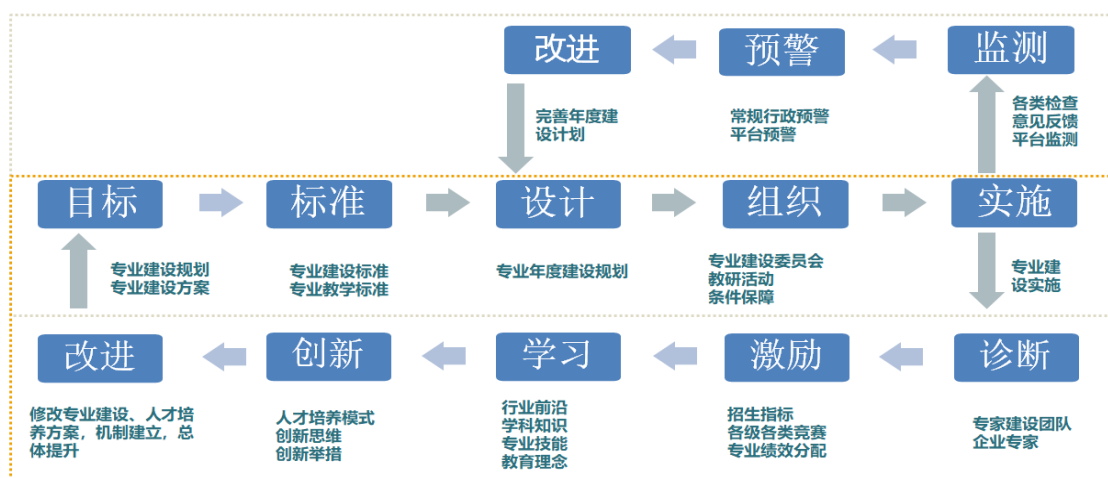 改进
预警
监测
完善年度建
设计划
常规行政预警
平台预警
各类检查
意见反馈
平台监测
目标
标准
设计
组织
实施
专业建设规划
专业建设方案
专业建设标准
专业教学标准
专业年度建设规划
专业建设委员会
教研活动
条件保障
专业建
设实施
改进
创新
学习
激励
诊断
修改专业建设、人才培
养方案，机制建立，总
体提升
人才培养模式
创新思维
创新举措
行业前沿
学科知识
专业技能
教育理念
招生指标
各级各类竞赛
专业绩效分配
专家建设团队
企业专家